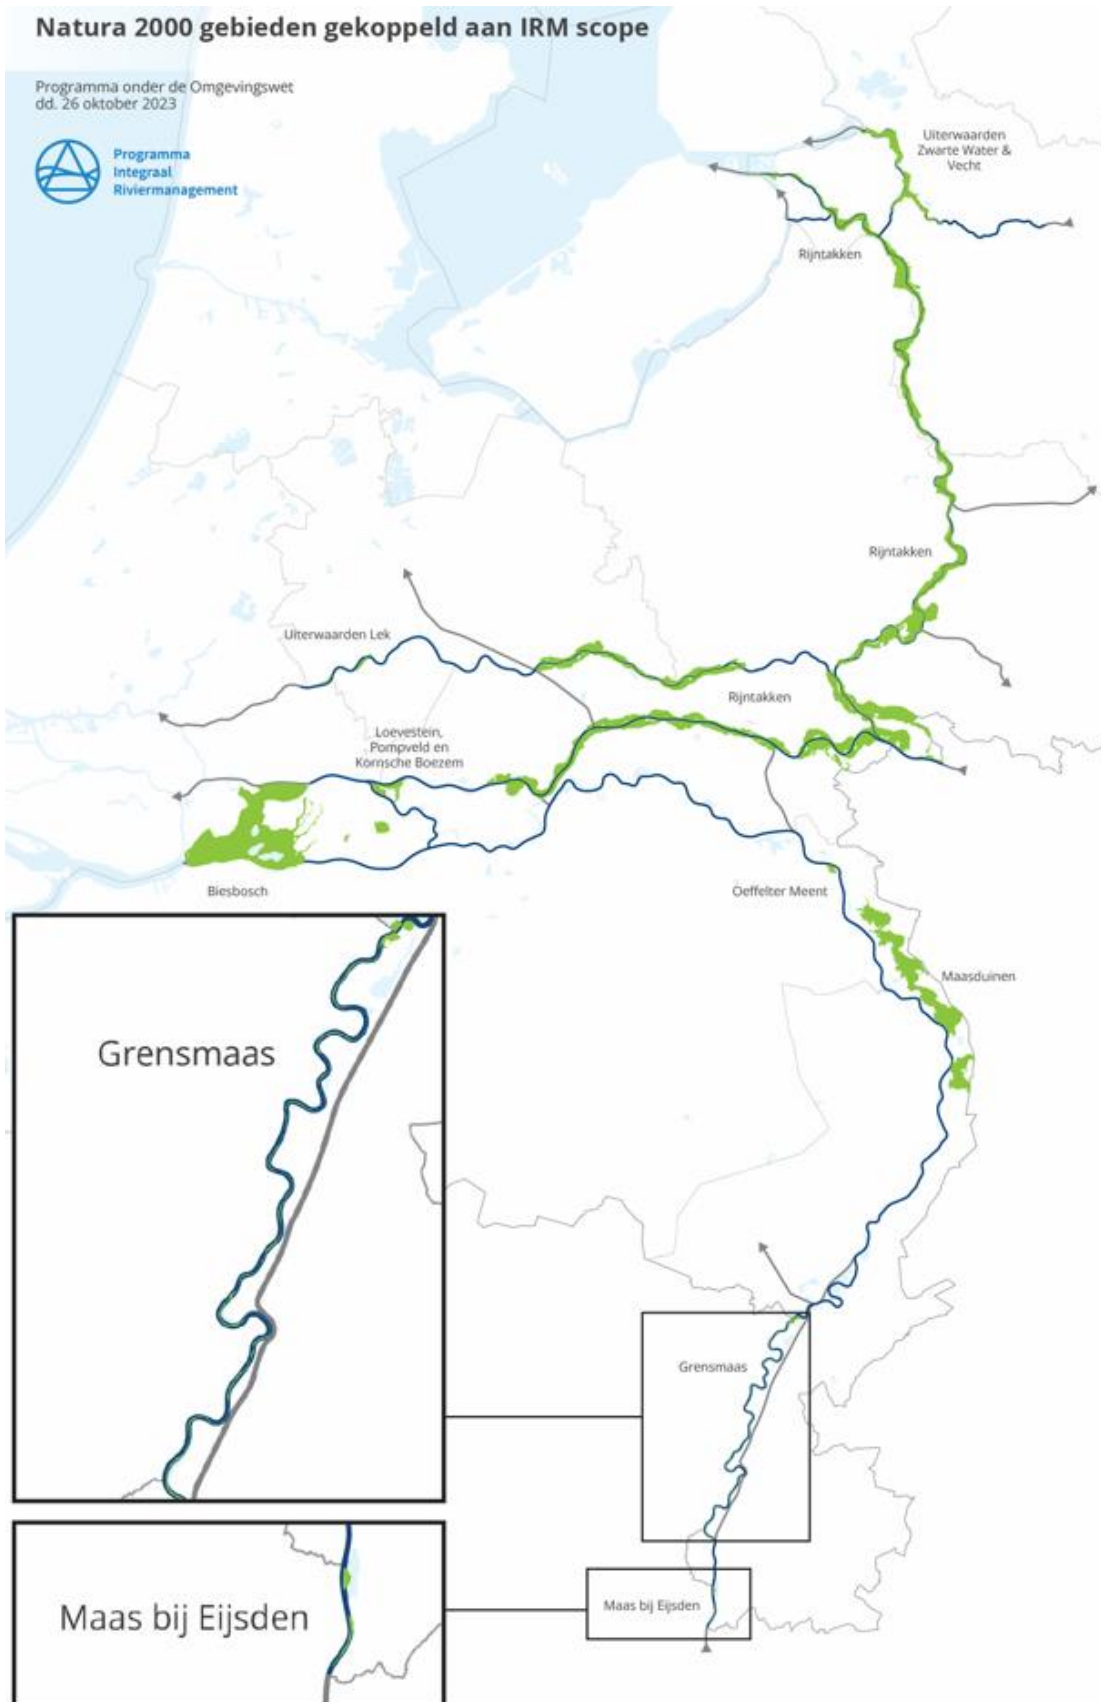 Natura 2000 gebieden gekoppeld aan IRM scope
Programma onder de Omgevingswet
dd. 26 oktober 2023
Programma
Integraal
Riviermanagement
Uiterwaarden
Zwarte Water &
Vecht
Rijntakken
Rijntakken
Uiterwaarden Lek
Rijntakken
Loevestein,
Pompveld en
Kornsche Boezem
Biesbosch
Oeffelter Meent
Maasduinen
Grensmaas
Grensmaas
Maas bij Eijsden
Maas bij Eijsden